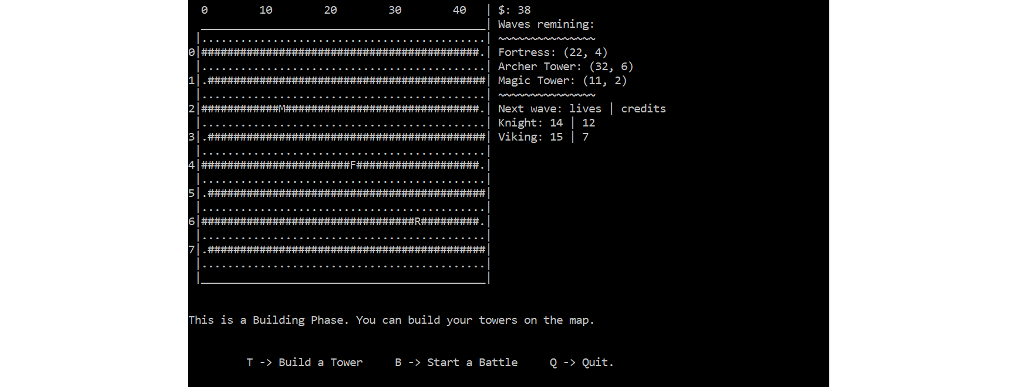 0 10 20 30 40 | $: 38
____________________________________________| Waves remining:
|............................................| ~~~~~~~~~~~~~~~
0|###########################################.| Fortress: (22, 4)
|............................................| Archer Tower: (32, 6)
1|.###########################################| Magic Tower: (11, 2)
|............................................| ~~~~~~~~~~~~~~~
2|############M##############################.| Next wave: lives | credits
|............................................| Knight: 14 | 12
3|.###########################################| Viking: 15 | 7
|............................................|
4|#######################F###################.|
|............................................|
5|.###########################################|
|............................................|
6|#################################R#########.|
|............................................|
7|.###########################################|
|............................................|
|____________________________________________|
This is a Building Phase. You can build your towers on the map.
T -> Build a Tower B -> Start a Battle Q -> Quit.